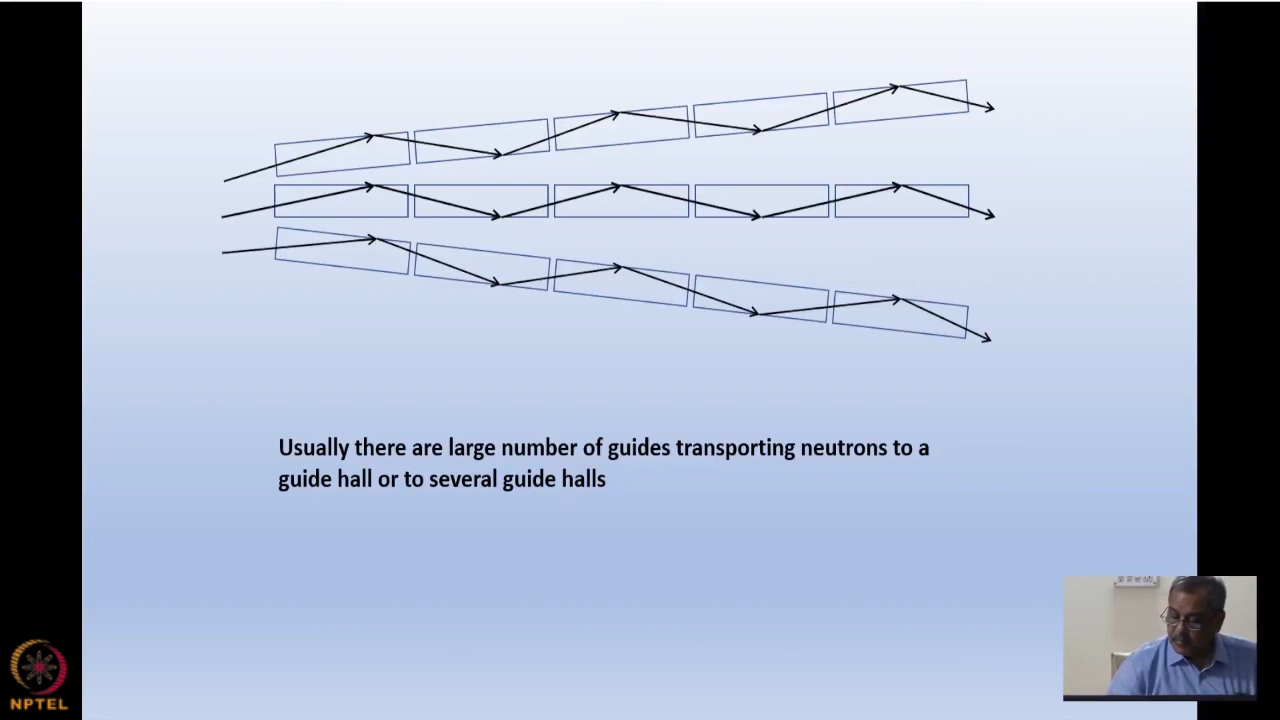 Usually there are large number of guides transporting neutrons to a
guide hall or to several guide halls
NPTEL